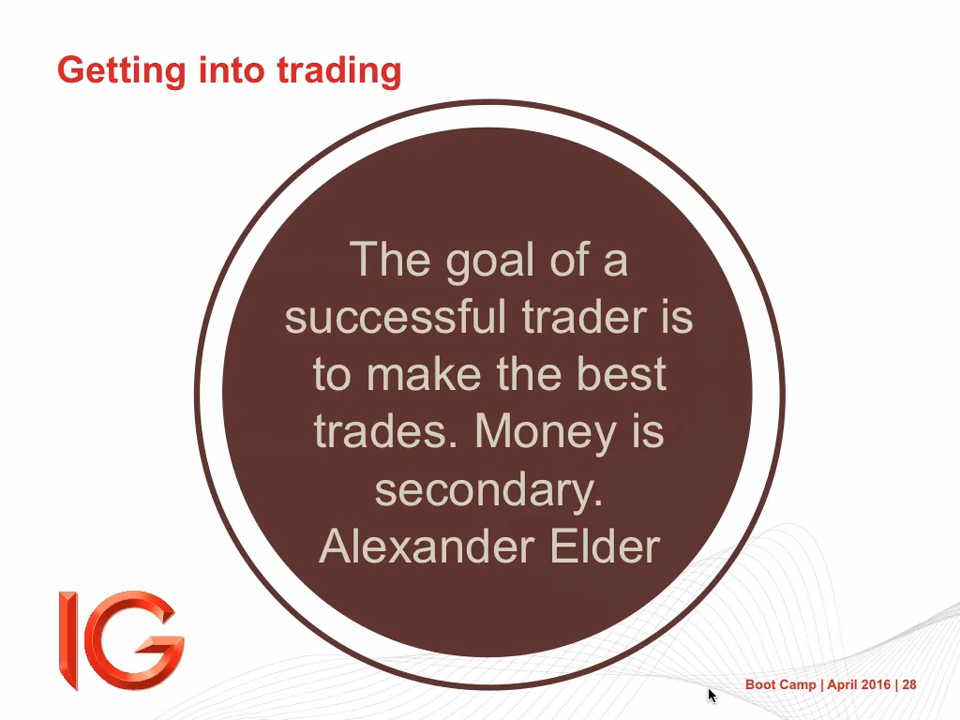 Getting into trading
The goal of a
successful trader is
to make the best
trades. Money is
secondary.
Alexander Elder
IG
Boot Camp | April 2016 | 28